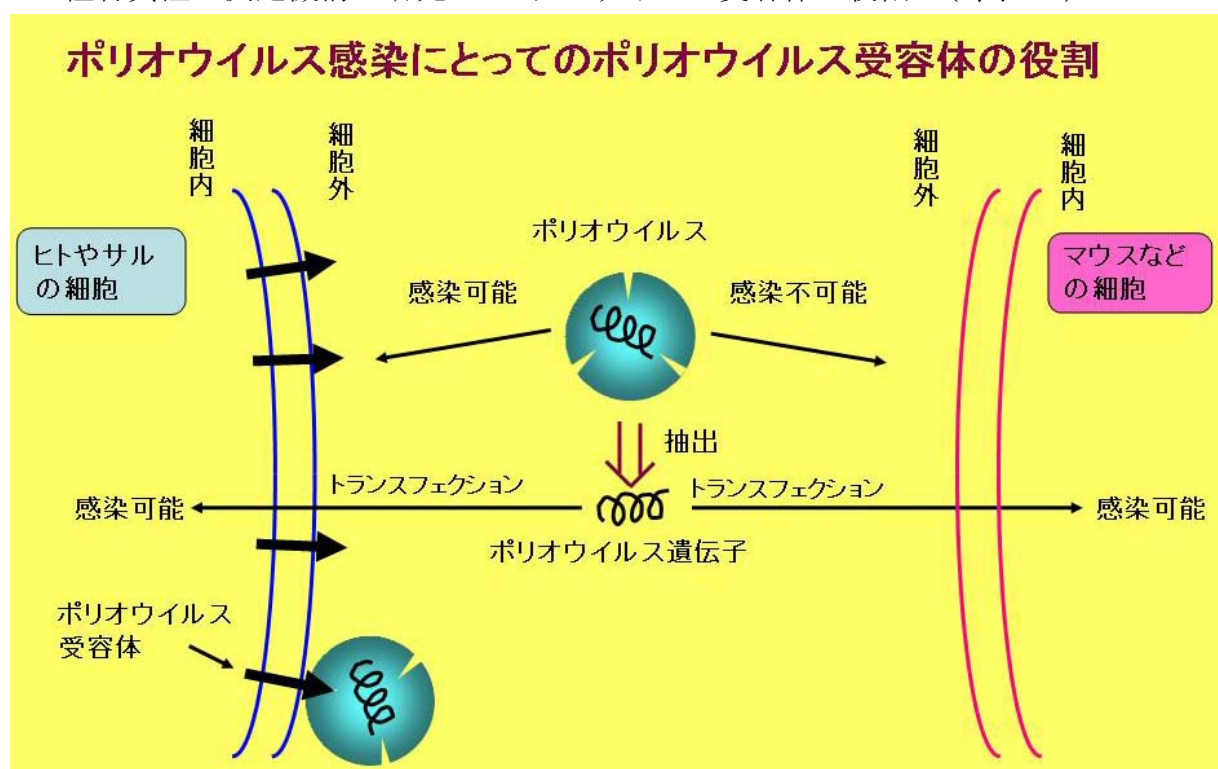 ポリオウイルス感染にとってのポリオウイルス受容体の役割
細胞内
細胞外
細胞外
細胞内
ヒトやサル
の細胞
ポリオウイルス
マウスなど
の細胞
感染可能
感染不可能
抽出
トランスフェクション
トランスフェクション
感染可能
感染可能
ポリオウイルス遺伝子
ポリオウイルス
受容体